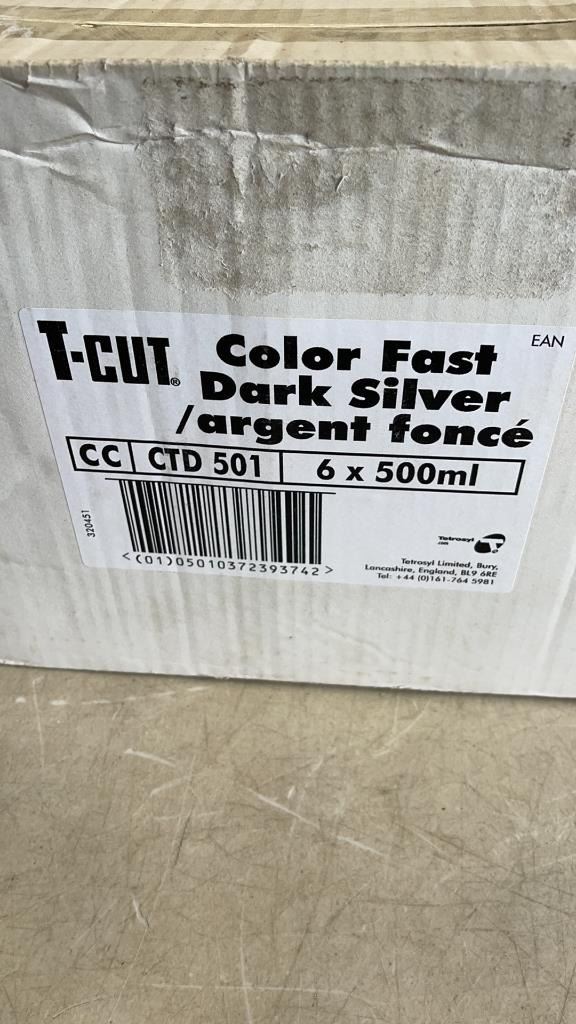 T-CUT®
Color Fast
Dark Silver
/argent foncé
EAN
CC CTD 501 6 x 500ml
320451
<(01)05010372393742>
Tetrosyl
.com
Tetrosyl Limited, Bury,
Lancashire, England, BL9 6RE
Tel: +44 (0)161-764 5981